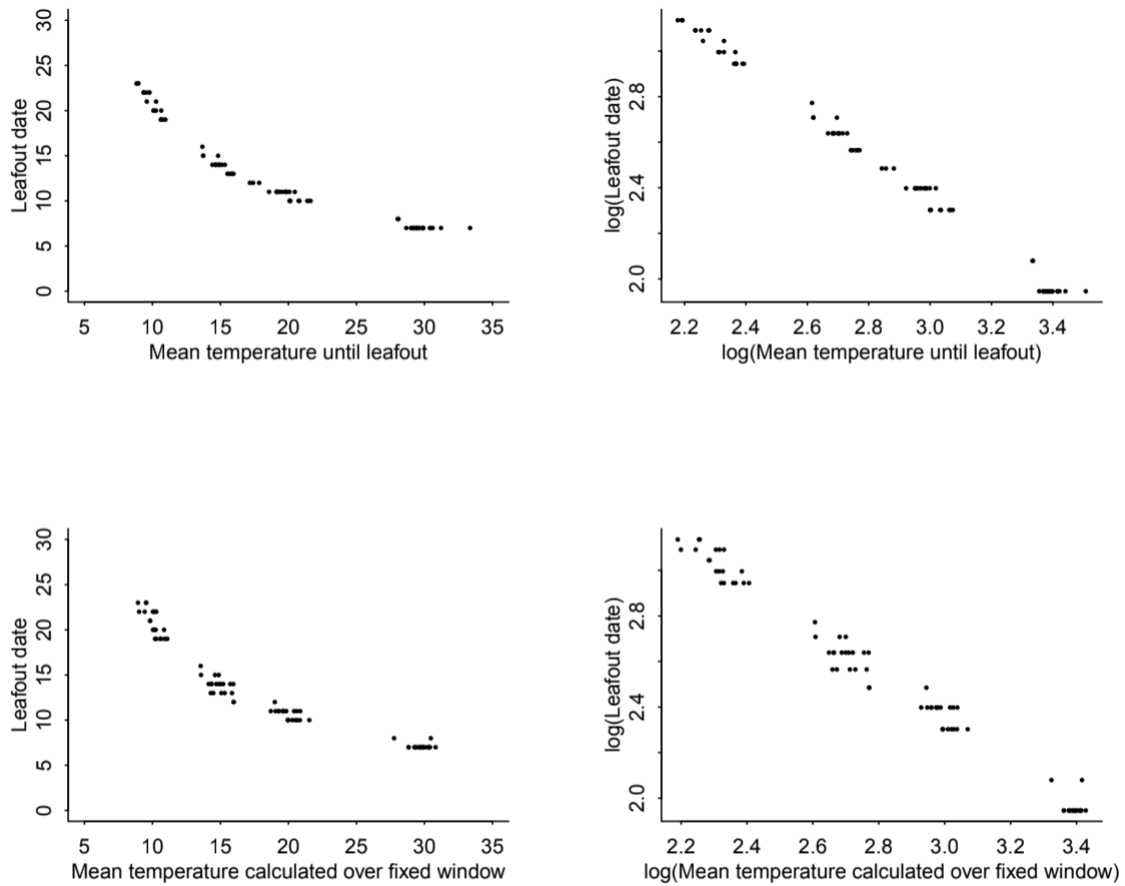 30
25
20
15
10
5
0
Leafout date
5 10 15 20 25 30 35
Mean temperature until leafout
2.8
2.4
2.0
log(Leafout date)
2.2 2.4 2.6 2.8 3.0 3.2 3.4
log(Mean temperature until leafout)
30
25
20
15
10
5
0
Leafout date
5 10 15 20 25 30 35
Mean temperature calculated over fixed window
2.8
2.4
2.0
log(Leafout date)
2.2 2.4 2.6 2.8 3.0 3.2 3.4
log(Mean temperature calculated over fixed window)